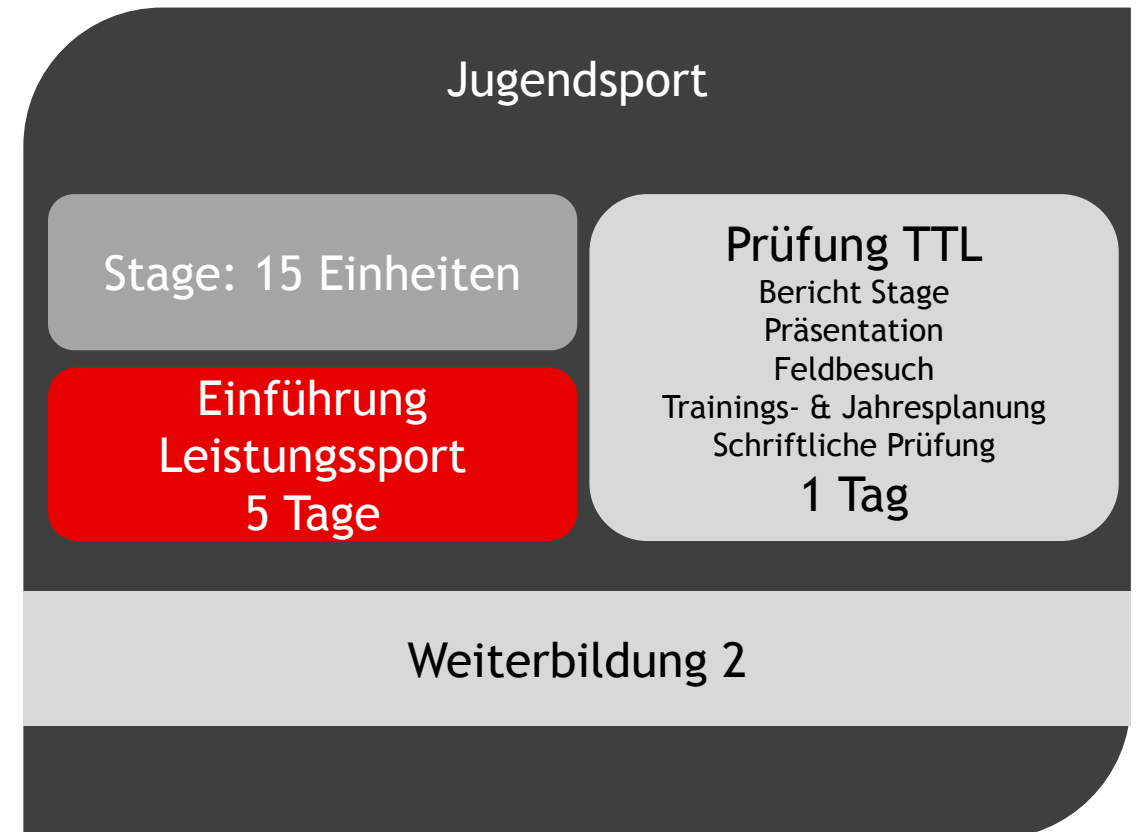 Jugendsport
Stage: 15 Einheiten
Einführung
Leistungssport
5 Tage
Prüfung TTL
Bericht Stage
Präsentation
Feldbesuch
Trainings- & Jahresplanung
Schriftliche Prüfung
1 Tag
Weiterbildung 2